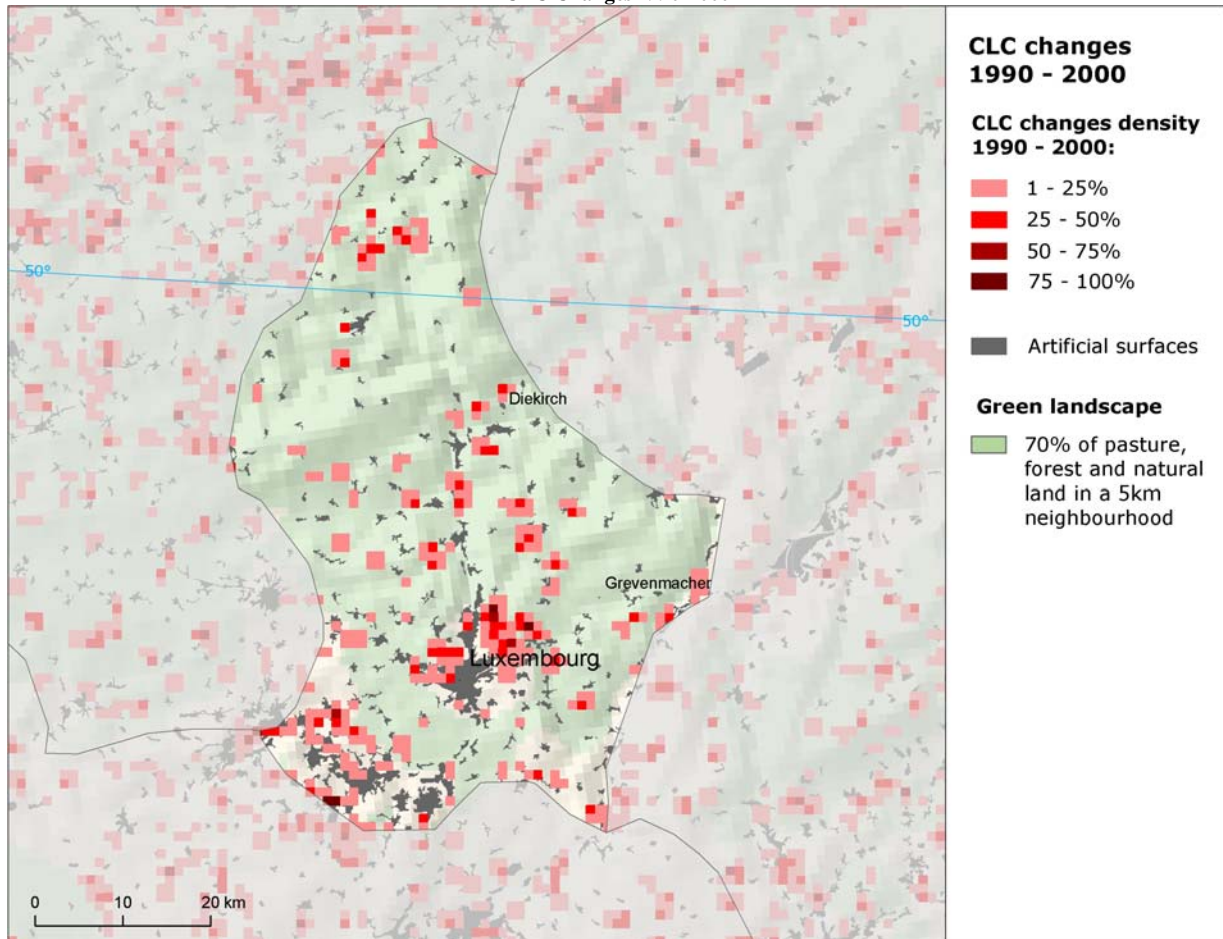 CLC changes
1990 - 2000
CLC changes density
1990 - 2000:
1 - 25%
25 - 50%
50 - 75%
75 - 100%
Artificial surfaces
Green landscape
70% of pasture,
forest and natural
land in a 5km
neighbourhood
50°
50°
Diekirch
Grevenmacher
Luxembourg
0 10 20 km